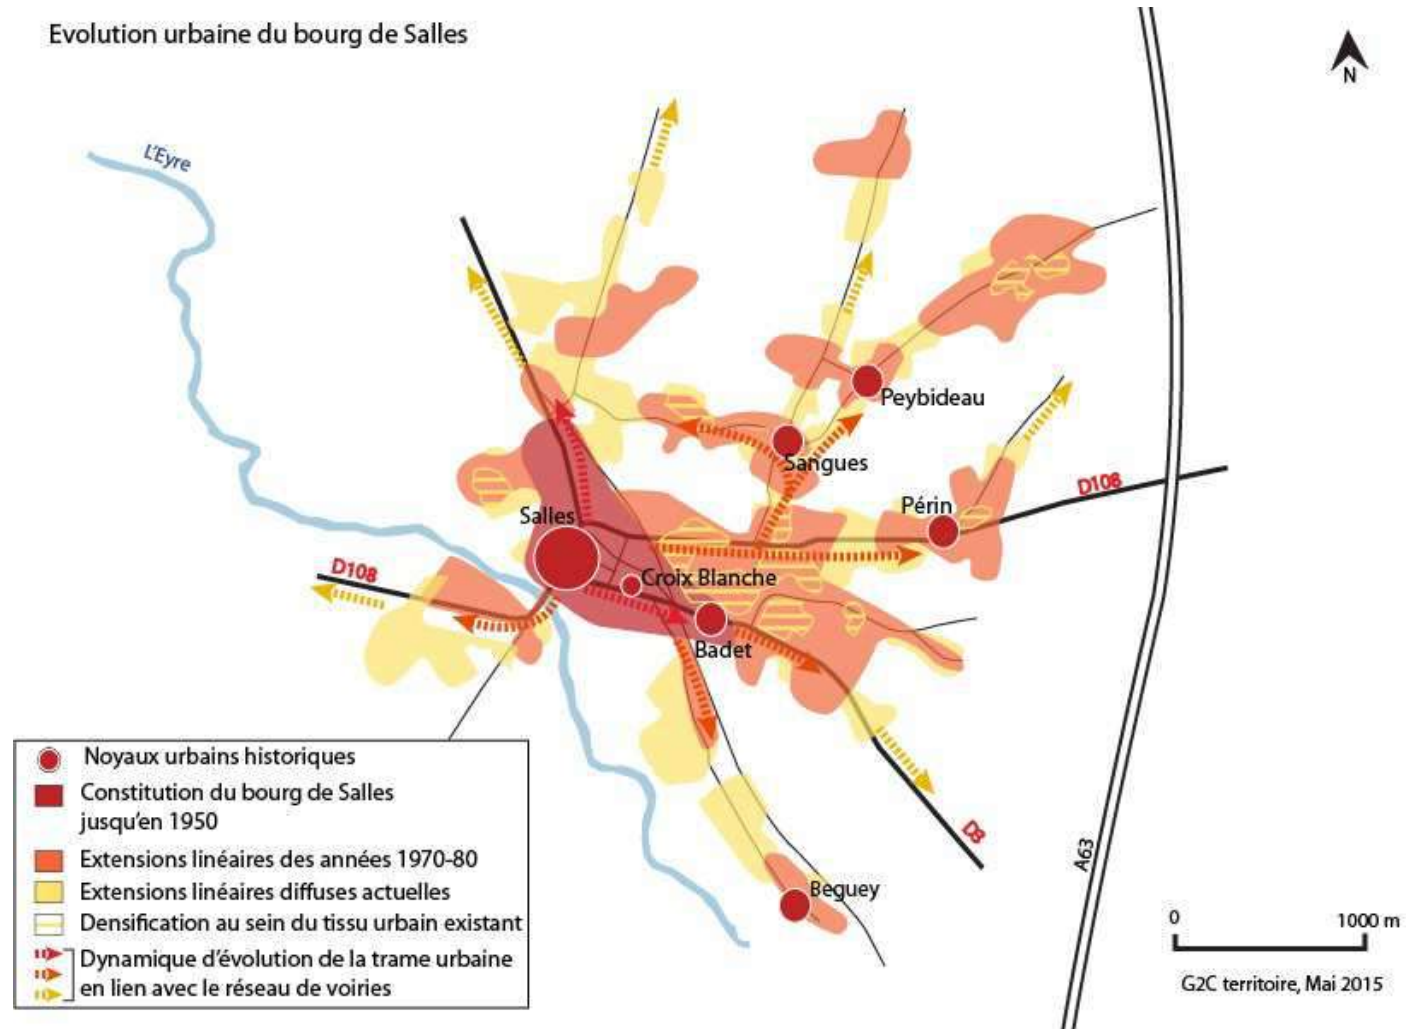 Evolution urbaine du bourg de Salles
N
L'Eyre
Peybideau
Sangues
D108
Périn
Salles
D108
Croix Blanche
Badet
D8
A63
Beguey
Noyaux urbains historiques
Constitution du bourg de Salles
jusqu'en 1950
Extensions linéaires des années 1970-80
Extensions linéaires diffuses actuelles
Densification au sein du tissu urbain existant
Dynamique d'évolution de la trame urbaine
en lien avec le réseau de voiries
0 1000 m
G2C territoire, Mai 2015